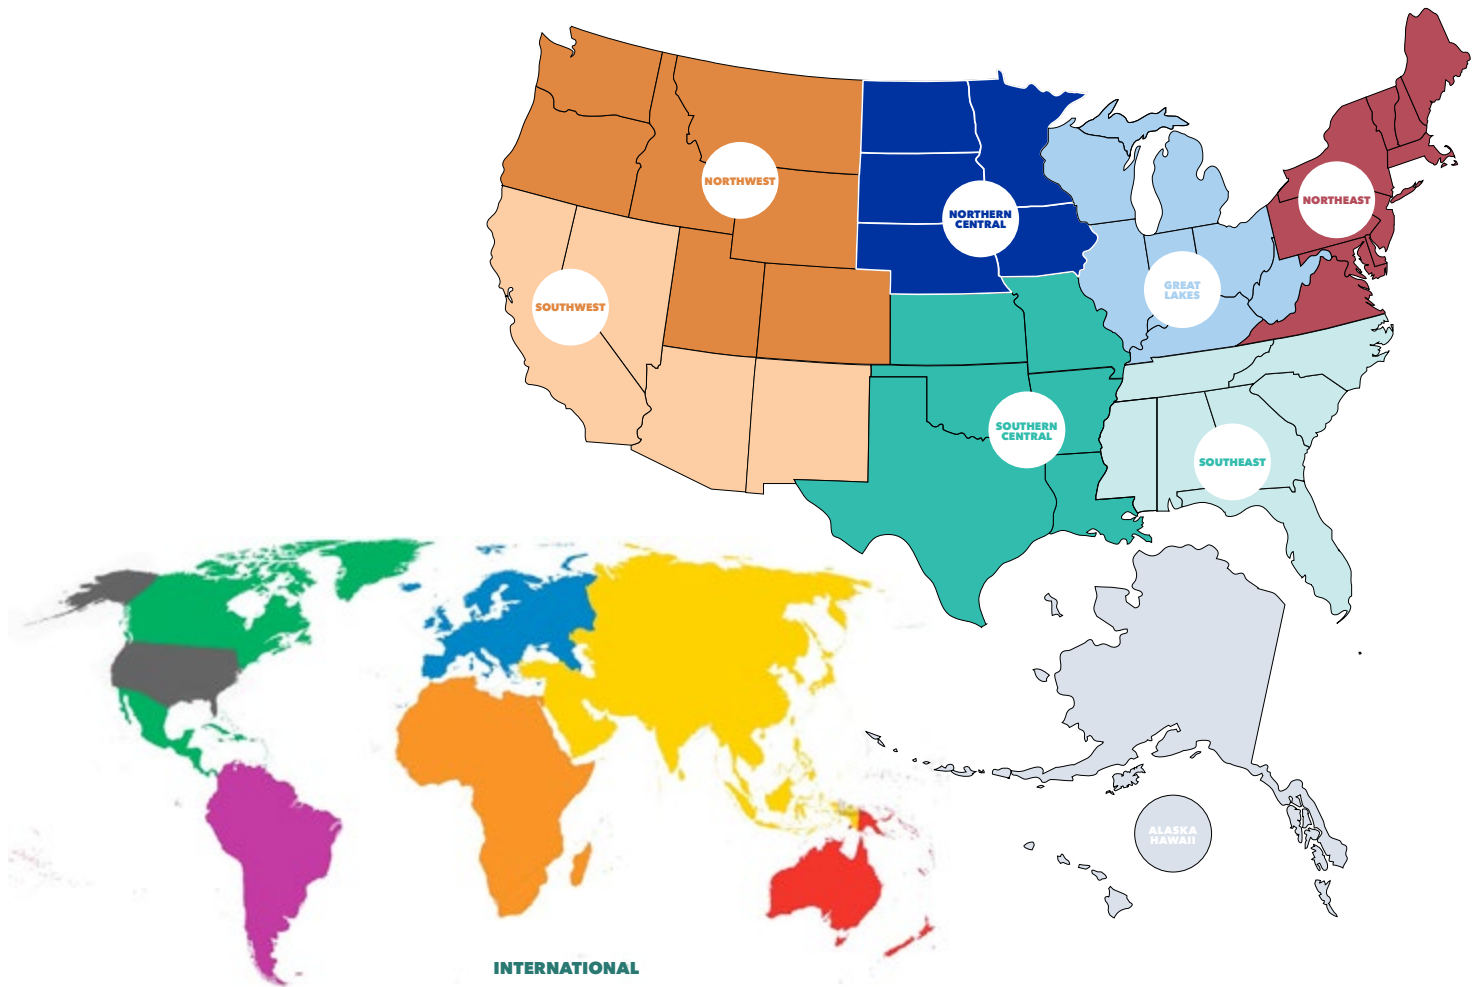 NORTHWEST
NORTHERN
CENTRAL
NORTHEAST
GREAT
LAKES
SOUTHWEST
SOUTHERN
CENTRAL
SOUTHEAST
ALASKA
HAWAII
INTERNATIONAL